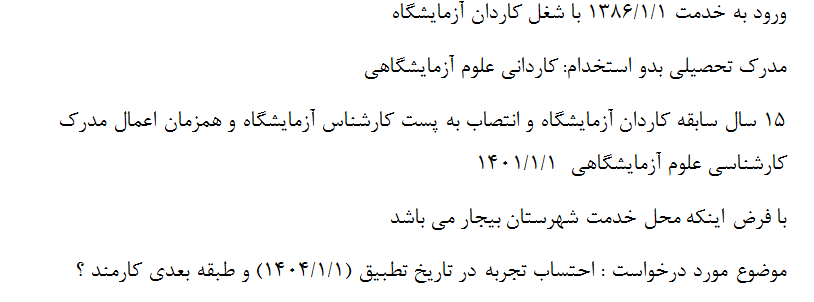 ورود به خدمت ۱۳۸۶/۱/۱ با شغل کاردان آزمایشگاه
مدرک تحصیلی بدو استخدام: کاردانی علوم آزمایشگاهی
۱۵ سال سابقه کاردان آزمایشگاه و انتصاب به پست کارشناس آزمایشگاه و همزمان اعمال مدرک
کارشناسی علوم آزمایشگاهی ۱۴۰۱/۱/۱
با فرض اینکه محل خدمت شهرستان بیجار می باشد
موضوع مورد درخواست : احتساب تجربه در تاریخ تطبیق (۱۴۰۴/۱/۱) و طبقه بعدی کارمند ؟